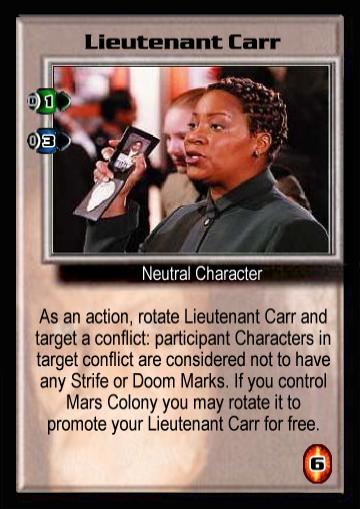 Lieutenant Carr
1
3
Neutral Character
As an action, rotate Lieutenant Carr and
target a conflict: participant Characters in
target conflict are considered not to have
any Strife or Doom Marks. If you control
Mars Colony you may rotate it to
promote your Lieutenant Carr for free.
6